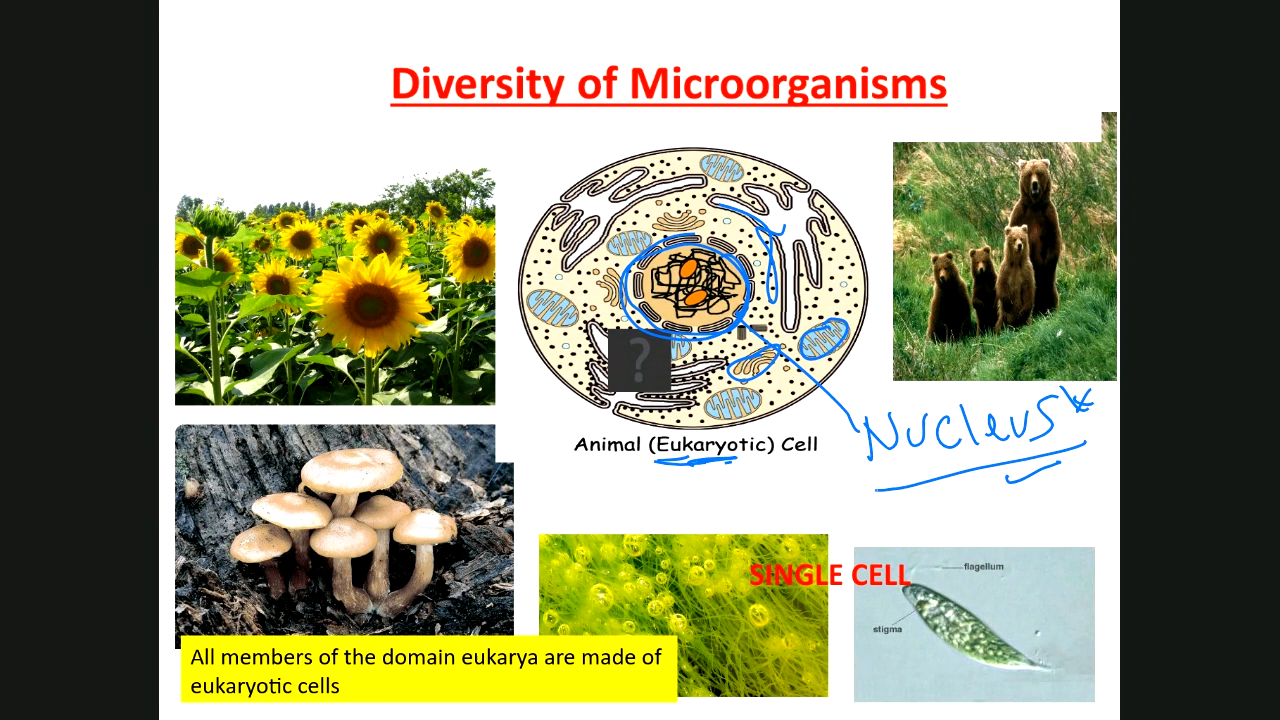 Diversity of Microorganisms
?
Animal (Eukaryotic) Cell
Nucleus*
SINGLE CELL
flagellum
stigma
All members of the domain eukarya are made of
eukaryotic cells